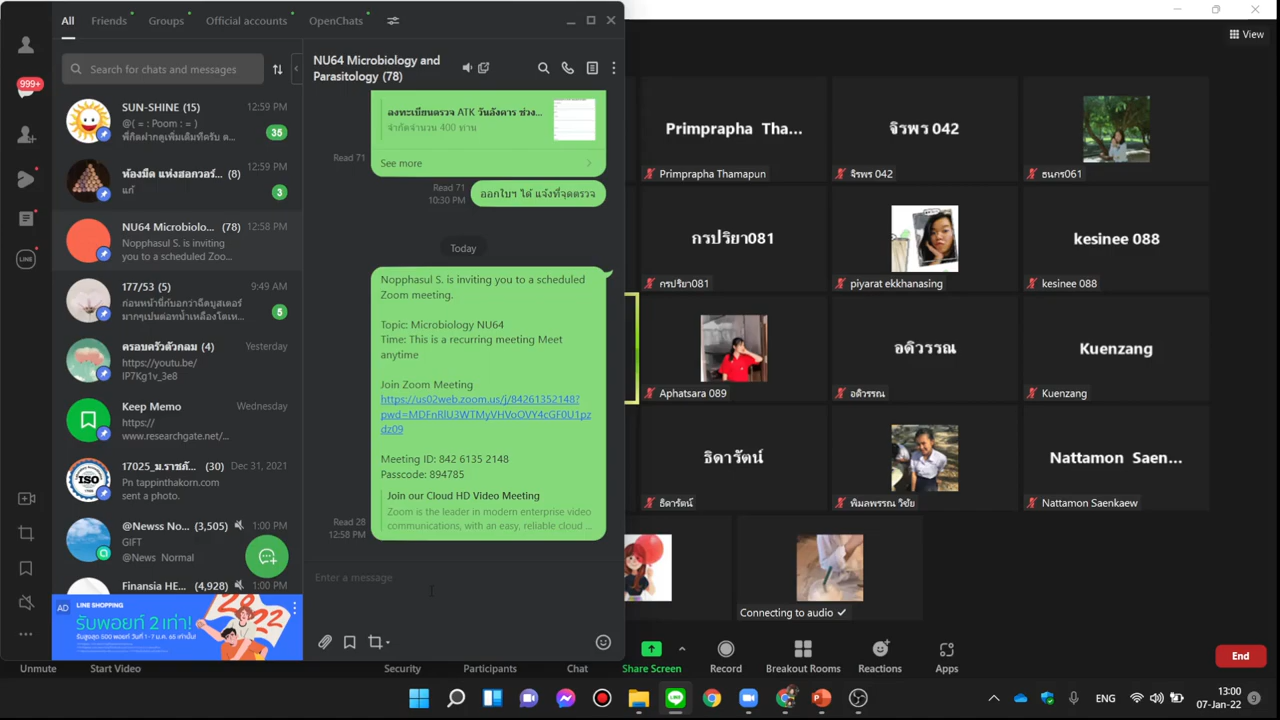 All
Friends
Groups
Official accounts
OpenChats
View
Search for chats and messages
999+
NU64 Microbiology and
Parasitology (78)
SUN-SHINE (15)
12:59 PM
@( = : Poom : = )
35
ห้องมืด แห่งฮอกวอร์... (8)
12:59 PM
แก้
3
NU64 Microbiolo... (78)
12:58 PM
Nopphasul S. is inviting
you to a scheduled Zoo...
177/53 (5)
9:49 AM
5
ครอบครัวตัวกลม (4)
Yesterday
https://youtu.be/
IP7Kg1v_3e8
Keep Memo
Wednesday
https://
www.researchgate.net/...
17025_ม.ราชภั... (30)
Dec 31, 2021
Pn tappinthakorn.com
sent a photo.
@Newss No... (3,505)
1:00 PM
GIFT
@News Normal
Finansia HE... (4,928)
1:00 PM
AD
LINE SHOPPING
รับพอยท์ 2 เท่า!
2022
LINE
ISO
ลงทะเบียนตรวจ ATK วันอังคาร ช่วง...
จำกัดจำนวน 400 ท่าน
Read 71
See more
Read 71
10:30 PM
ออกใบฯ ได้ แจ้งที่จุดตรวจ
Today
Nopphasul S. is inviting you to a scheduled
Zoom meeting.
Topic: Microbiology NU64
Time: This is a recurring meeting Meet
anytime
Join Zoom Meeting
https://us02web.zoom.us/j/84261352148?
pwd=MDFnRlU3WTMyVHVoOVY4cGF0U1pz
dz09
Meeting ID: 842 6135 2148
Passcode: 894785
Join our Cloud HD Video Meeting
Zoom is the leader in modern enterprise video
communications, with an easy, reliable cloud ...
Read 28
12:58 PM
Enter a message
Primprapha Tha...
Primprapha Thamapun
จิรพร 042
จิรพร 042
ธนกร061
กรปริยา081
กรปริยา081
piyarat ekkhanasing
kesinee 088
kesinee 088
Aphatsara 089
อติวรรณ
อติวรรณ
Kuenzang
Kuenzang
ธิดารัตน์
ธิดารัตน์
พิมลพรรณ วิชัย
Nattamon Saen...
Nattamon Saenkaew
Connecting to audio
Unmute
Start Video
Security
Participants
Chat
Share Screen
Record
Breakout Rooms
Reactions
Apps
End
ENG
13:00
07-Jan-22
9